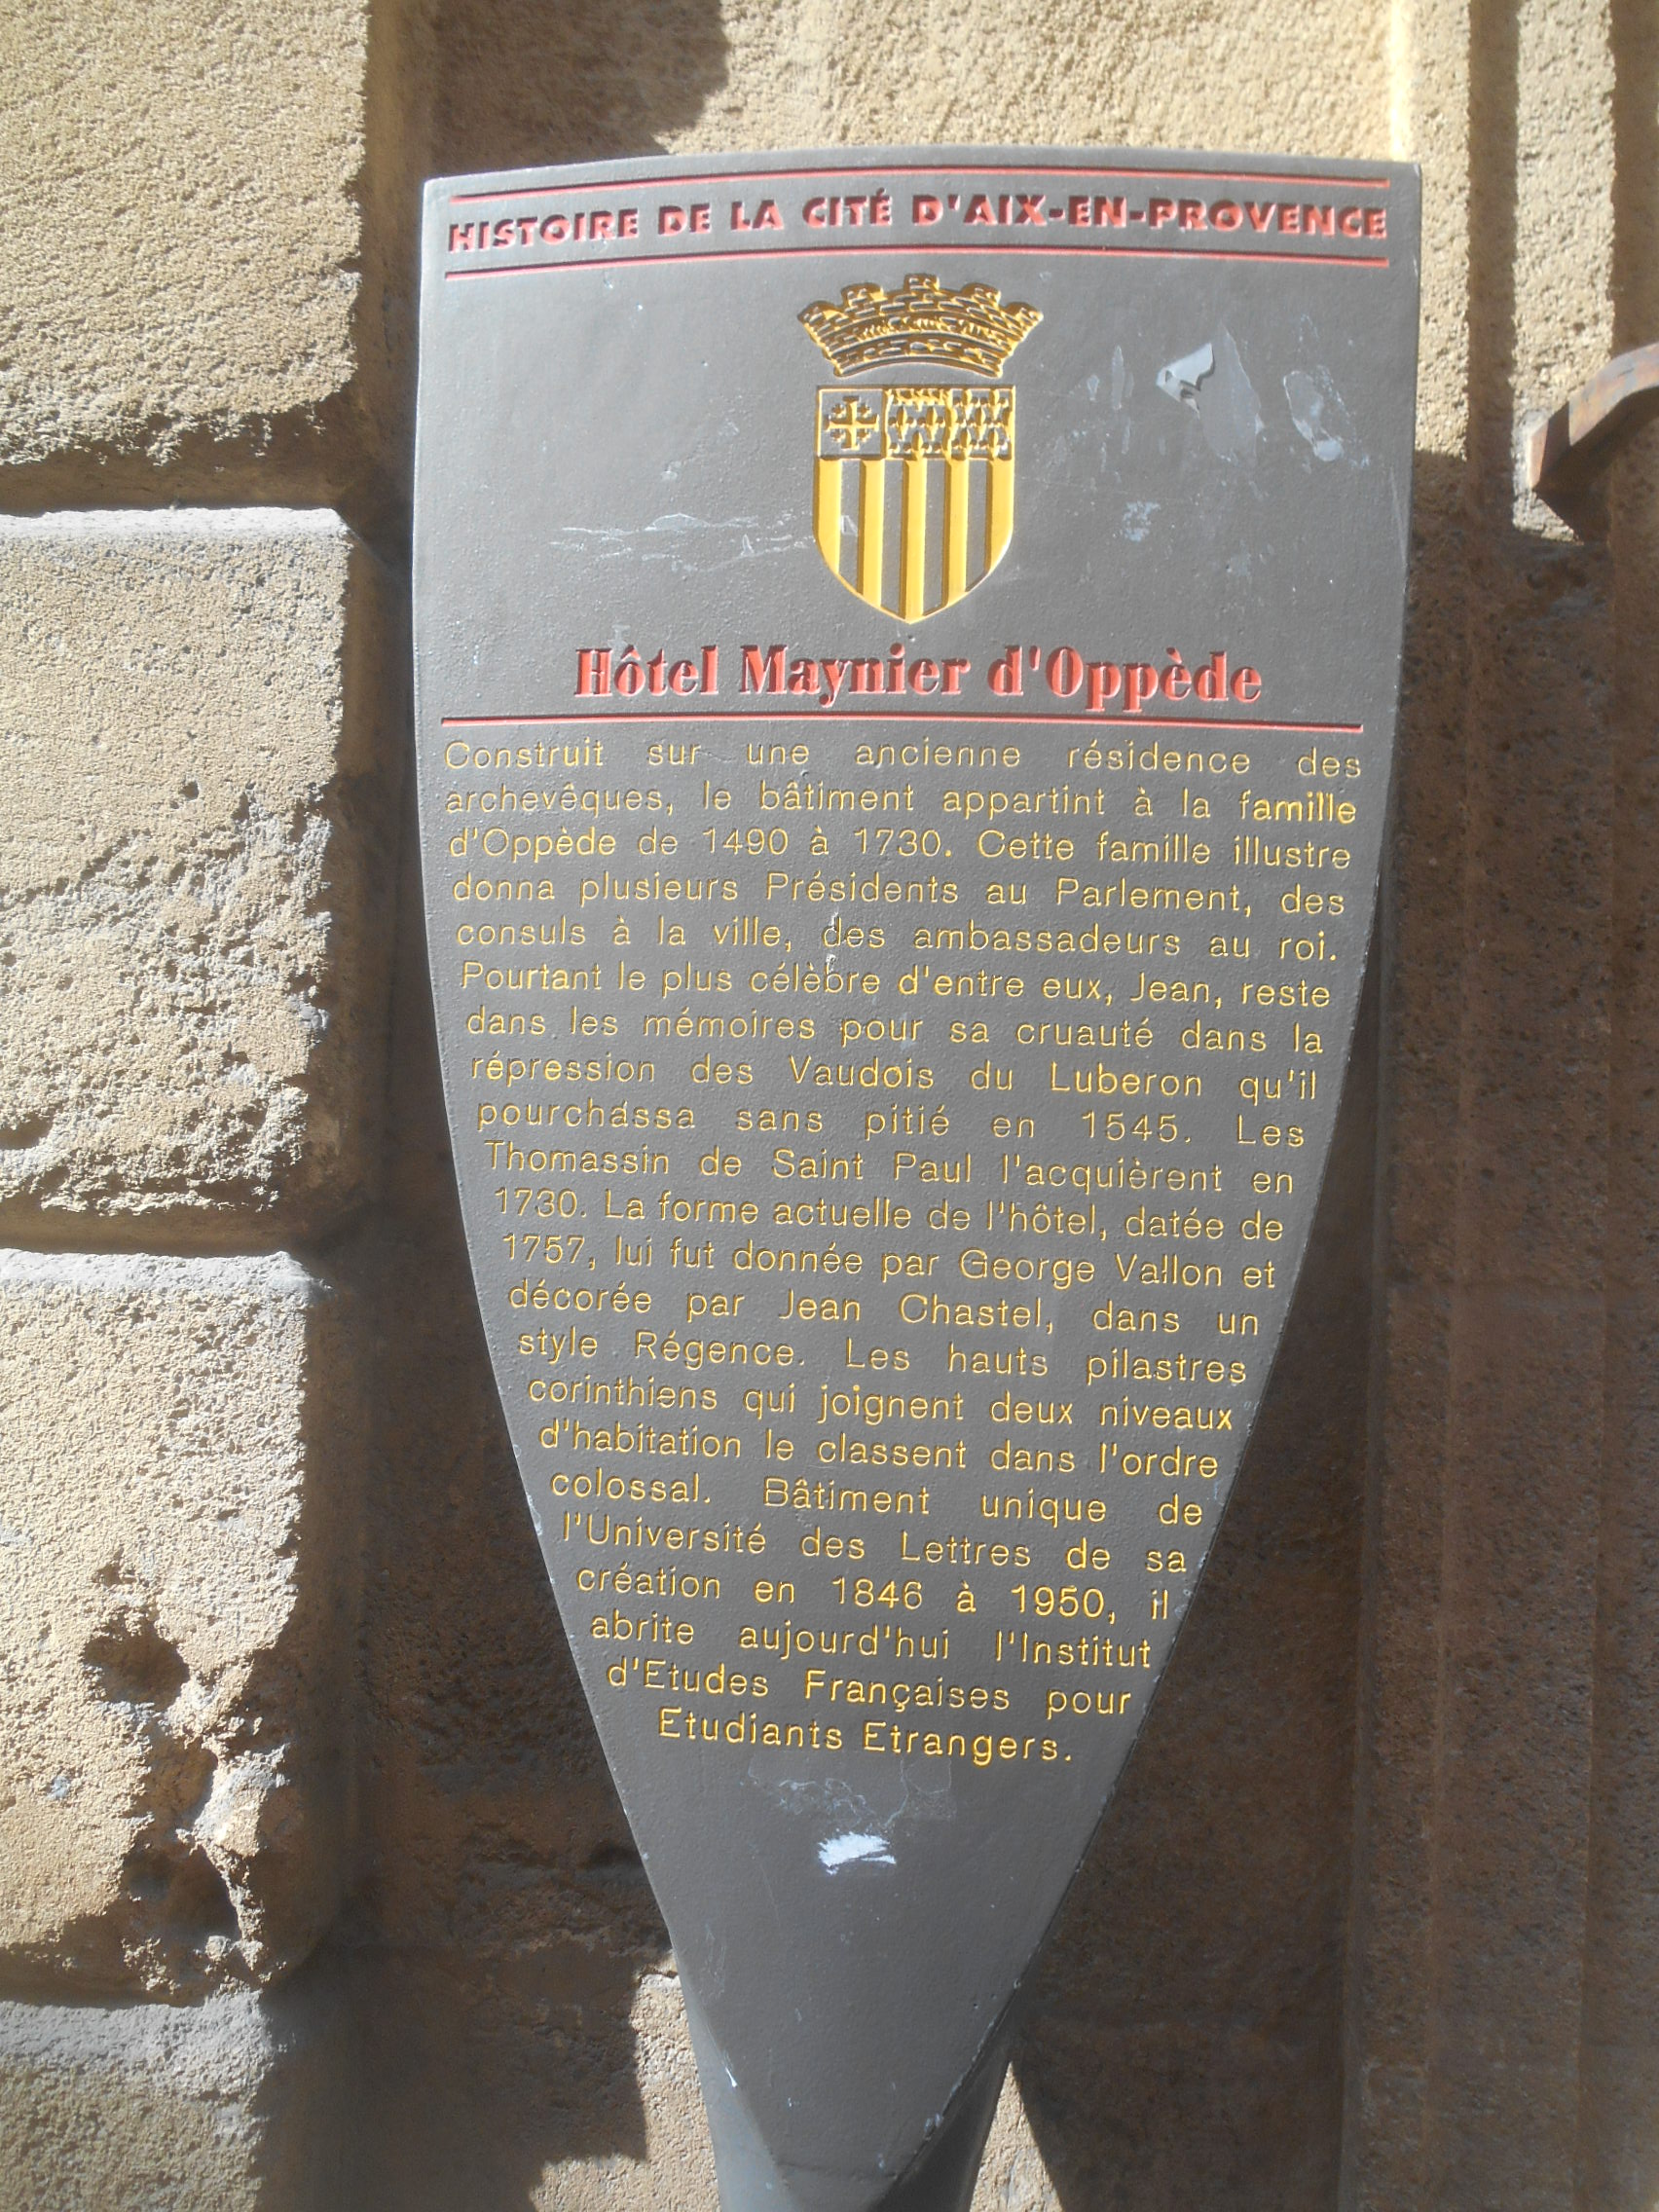 HISTOIRE DE LA CITÉ D'AIX-EN-PROVENCE
Hôtel Maynier d'Oppède
Construit sur une ancienne résidence des
archevêques, le bâtiment appartint à la famille
d'Oppède de 1490 à 1730. Cette famille illustre
donna plusieurs Présidents au Parlement, des
consuls à la ville, des ambassadeurs au roi.
Pourtant le plus célèbre d'entre eux, Jean, reste
dans les mémoires pour sa cruauté dans la
répression des Vaudois du Luberon qu'il
pourchassa sans pitié en 1545. Les
Thomassin de Saint Paul l'acquièrent en
1730. La forme actuelle de l'hôtel, datée de
1757, lui fut donnée par George Vallon et
décorée par Jean Chastel, dans un
style Régence. Les hauts pilastres
corinthiens qui joignent deux niveaux
d'habitation le classent dans l'ordre
colossal. Bâtiment unique de
l'Université des Lettres de sa
création en 1846 à 1950, il
abrite aujourd'hui l'Institut
d'Etudes Françaises pour
Etudiants Etrangers.